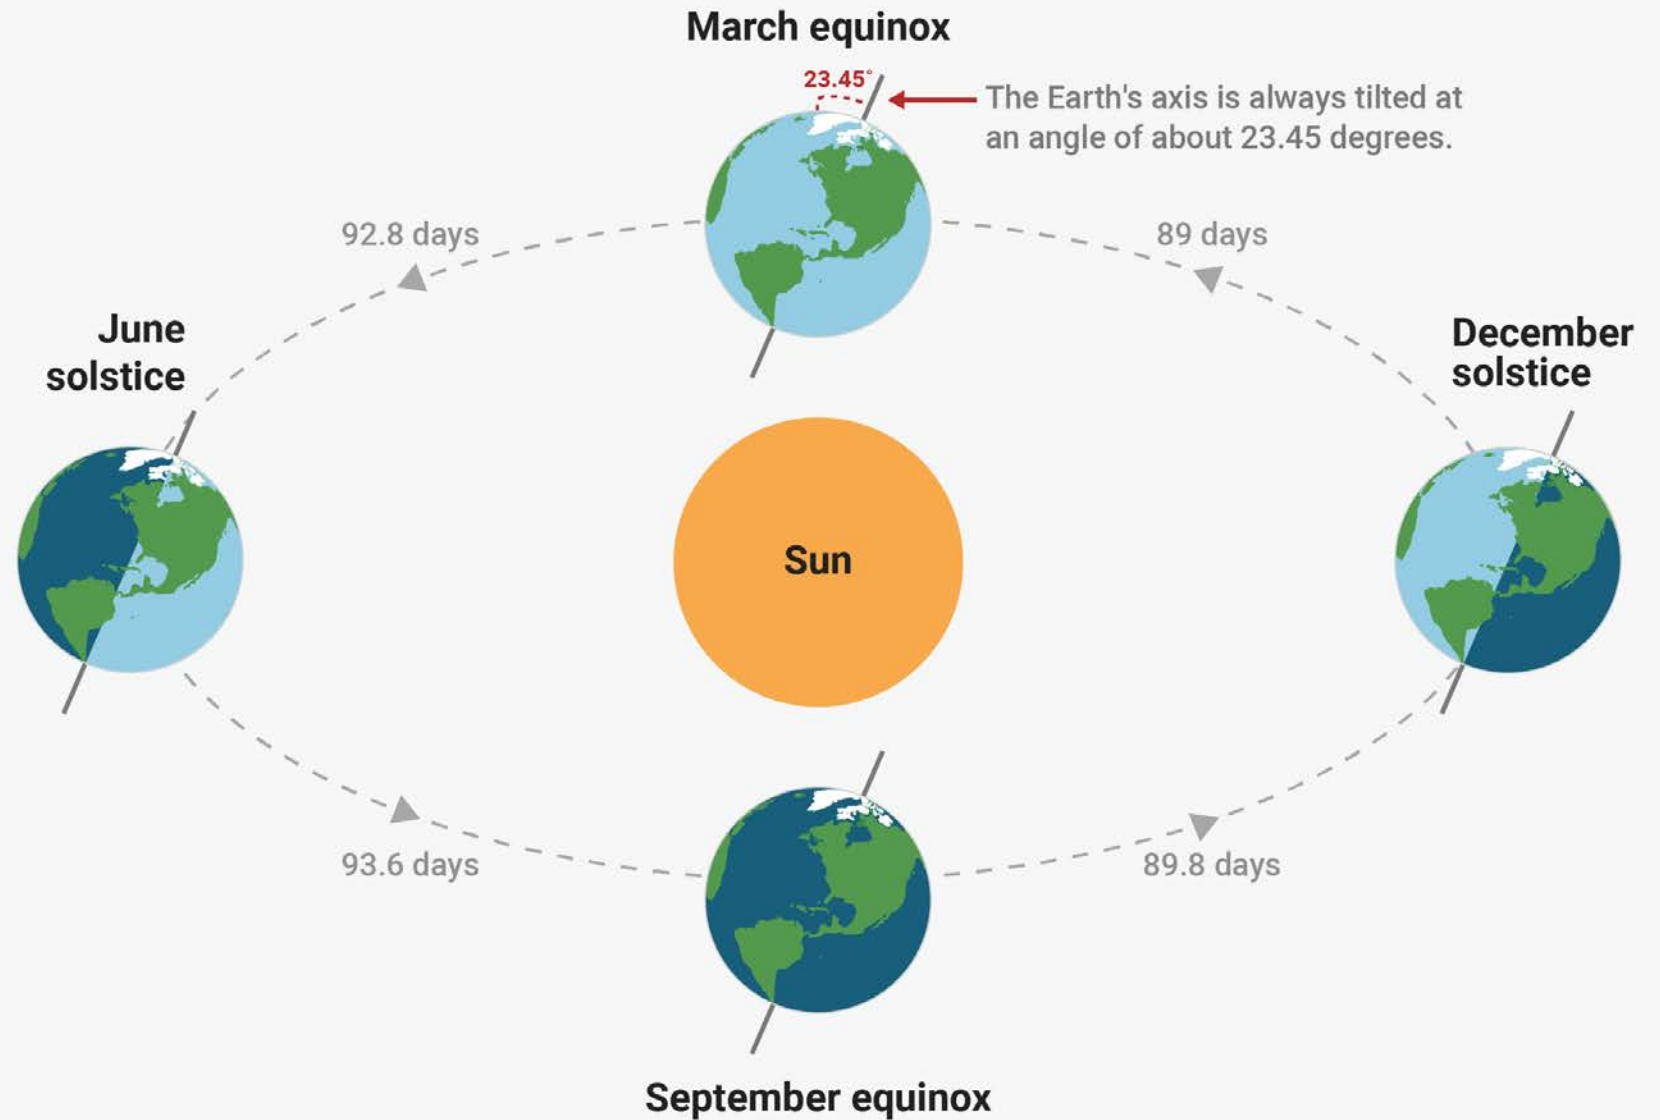 March equinox
23.45°
The Earth's axis is always tilted at
an angle of about 23.45 degrees.
92.8 days
89 days
June
solstice
December
solstice
Sun
93.6 days
89.8 days
September equinox